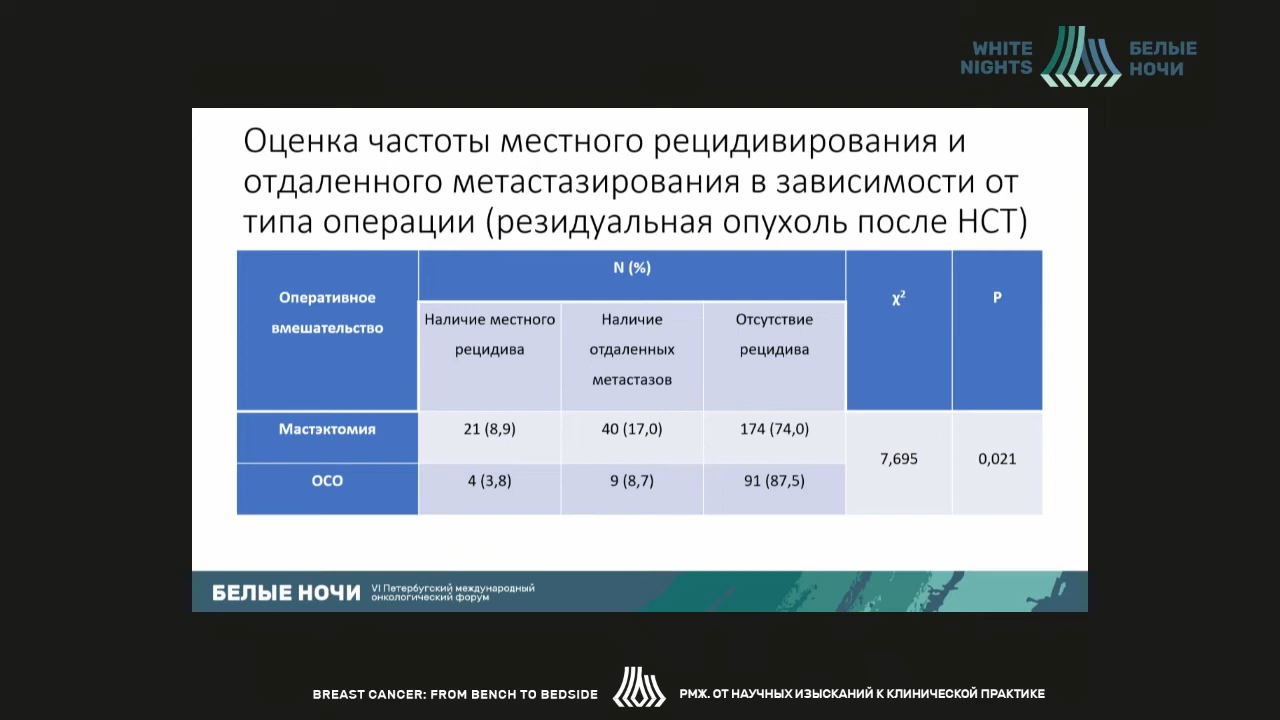 WHITE
NIGHTS
БЕЛЫЕ
НОЧИ
Оценка частоты местного рецидивирования и
отдаленного метастазирования в зависимости от
типа операции (резидуальная опухоль после НСТ)
Оперативное
вмешательство
N (%)
χ²
P
Наличие местного
рецидива
Наличие
отдаленных
метастазов
Отсутствие
рецидива
Мастэктомия
21 (8,9)
40 (17,0)
174 (74,0)
7,695
0,021
ОСО
4 (3,8)
9 (8,7)
91 (87,5)
БЕЛЫЕ НОЧИ
VI Петербургский международный
онкологический форум
BREAST CANCER: FROM BENCH TO BEDSIDE
РМЖ. ОТ НАУЧНЫХ ИЗЫСКАНИЙ К КЛИНИЧЕСКОЙ ПРАКТИКЕ